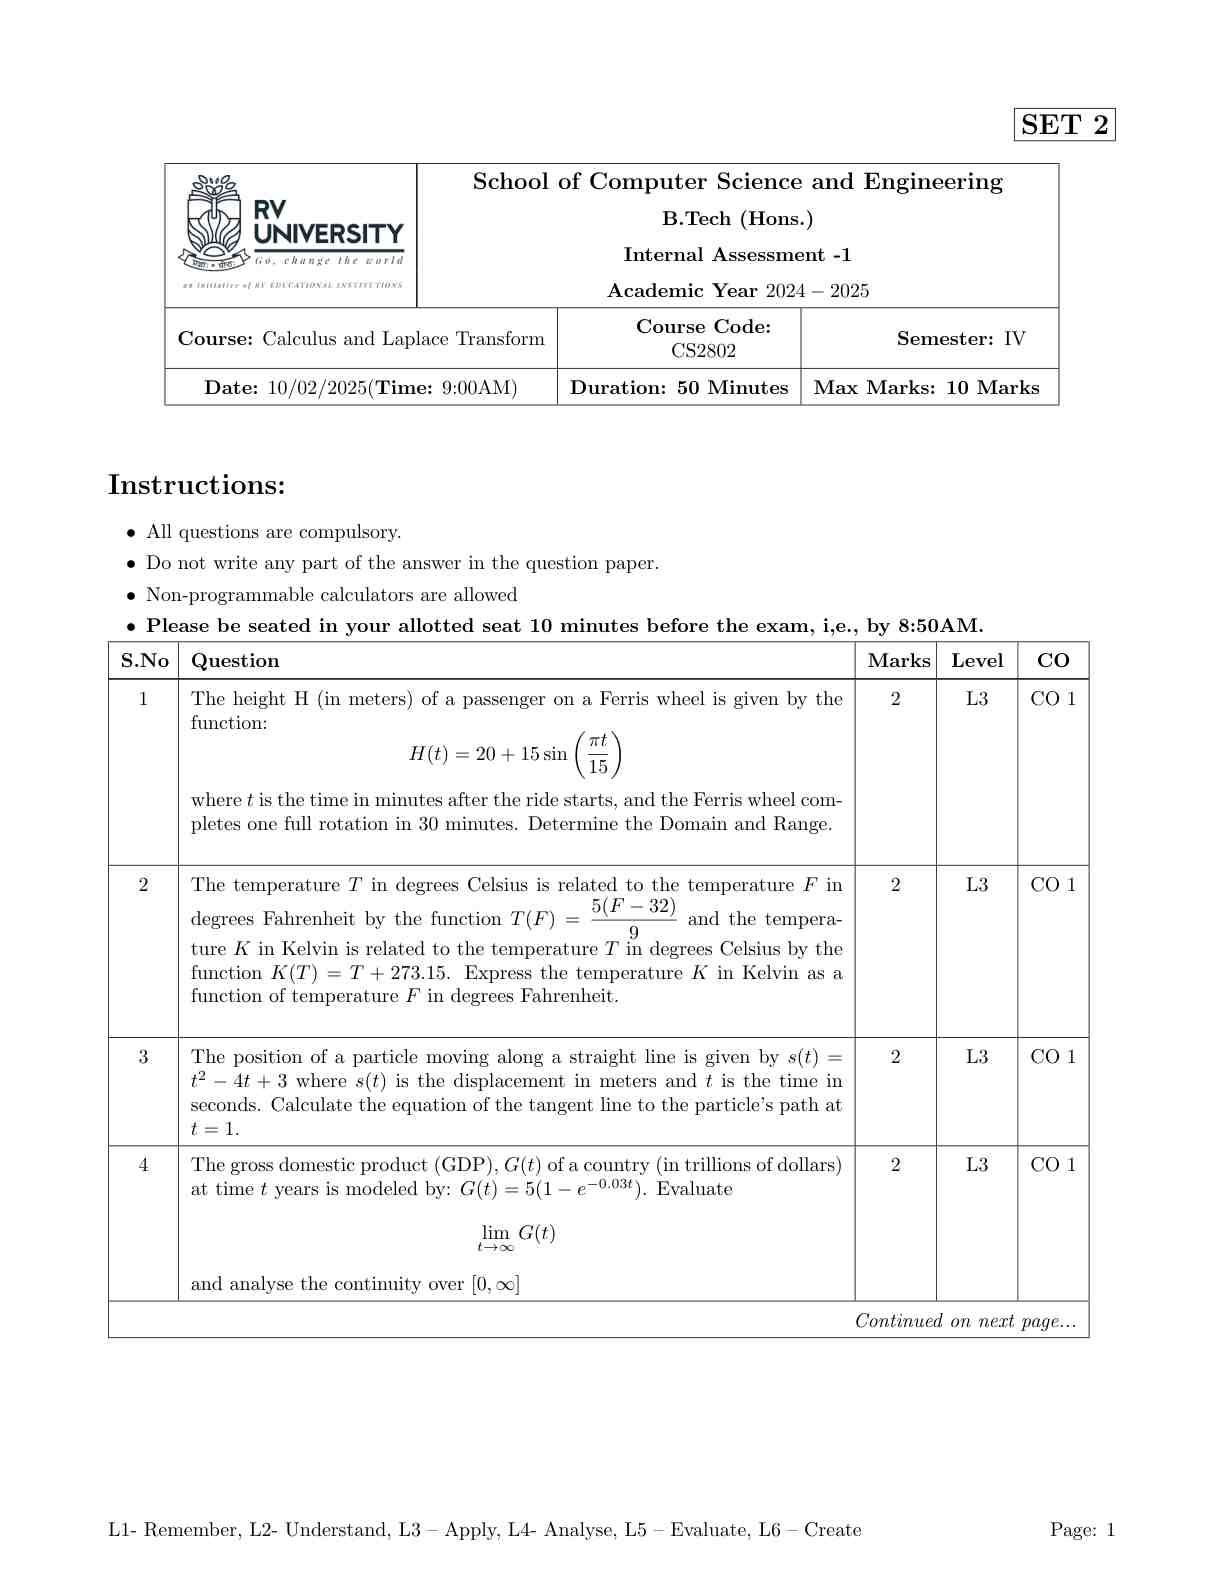 SET 2
RV
UNIVERSITY
Go, change the world
an initiative of RV EDUCATIONAL INSTITUTIONS
School of Computer Science and Engineering
B.Tech (Hons.)
Internal Assessment -1
Academic Year 2024 – 2025
Course: Calculus and Laplace Transform
Course Code:
CS2802
Semester: IV
Date: 10/02/2025(Time: 9:00AM)
Duration: 50 Minutes
Max Marks: 10 Marks
Instructions:
• All questions are compulsory.
• Do not write any part of the answer in the question paper.
• Non-programmable calculators are allowed
• Please be seated in your allotted seat 10 minutes before the exam, i,e., by 8:50AM.
S.No Question Marks Level CO
1 The height H (in meters) of a passenger on a Ferris wheel is given by the 2 L3 CO 1
function:
H(t) = 20 + 15 sin (πt/15)
where t is the time in minutes after the ride starts, and the Ferris wheel com-
pletes one full rotation in 30 minutes. Determine the Domain and Range.
2 The temperature T in degrees Celsius is related to the temperature F in 2 L3 CO 1
degrees Fahrenheit by the function T(F) = 5(F − 32)/9 and the tempera-
ture K in Kelvin is related to the temperature T in degrees Celsius by the
function K(T) = T + 273.15. Express the temperature K in Kelvin as a
function of temperature F in degrees Fahrenheit.
3 The position of a particle moving along a straight line is given by s(t) = 2 L3 CO 1
t² − 4t + 3 where s(t) is the displacement in meters and t is the time in
seconds. Calculate the equation of the tangent line to the particle's path at
t = 1.
4 The gross domestic product (GDP), G(t) of a country (in trillions of dollars) 2 L3 CO 1
at time t years is modeled by: G(t) = 5(1 − e^−0.03t). Evaluate
lim t→∞ G(t)
and analyse the continuity over [0, ∞]
Continued on next page...
L1- Remember, L2- Understand, L3 – Apply, L4- Analyse, L5 – Evaluate, L6 – Create
Page: 1